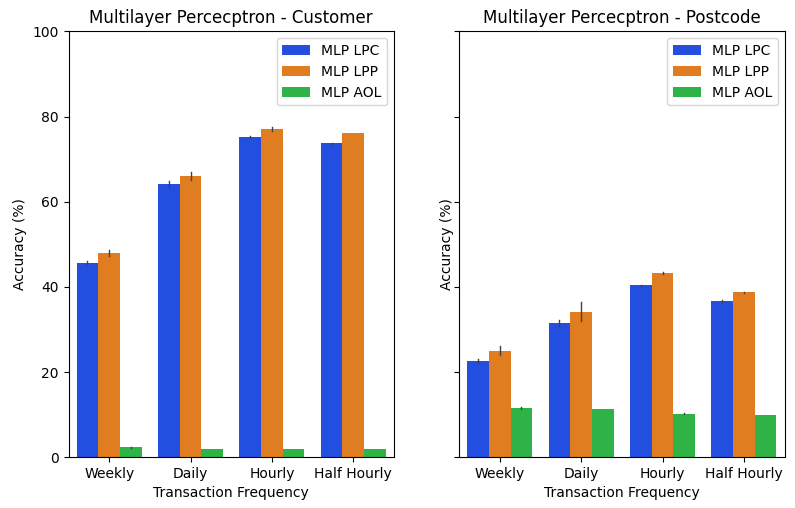 Multilayer Percecptron - Customer
100
80
60
40
20
0
Accuracy (%)
MLP LPC
MLP LPP
MLP AOL
Weekly
Daily
Hourly
Half Hourly
Transaction Frequency
Multilayer Percecptron - Postcode
Accuracy (%)
MLP LPC
MLP LPP
MLP AOL
Weekly
Daily
Hourly
Half Hourly
Transaction Frequency